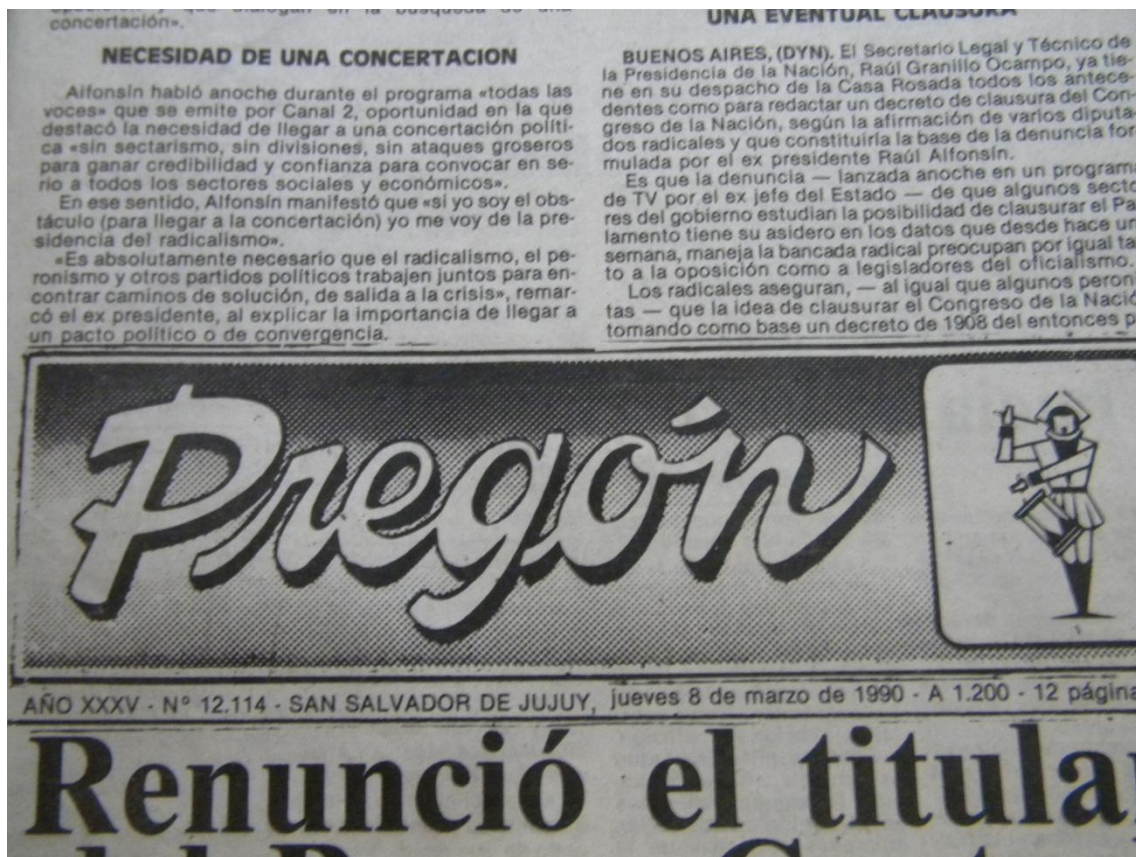 concertación».
NECESIDAD DE UNA CONCERTACION
Alfonsín habló anoche durante el programa «todas las
voces» que se emite por Canal 2, oportunidad en la que
destacó la necesidad de llegar a una concertación políti-
ca «sin sectarismo, sin divisiones, sin ataques groseros
para ganar credibilidad y confianza para convocar en se-
rio a todos los sectores sociales y económicos».
En ese sentido, Alfonsín manifestó que «si yo soy el obs-
táculo (para llegar a la concertación) yo me voy de la pre-
sidencia del radicalismo».
«Es absolutamente necesario que el radicalismo, el pe-
ronismo y otros partidos políticos trabajen juntos para en-
contrar caminos de solución, de salida a la crisis», remar-
có el ex presidente, al explicar la importancia de llegar a
un pacto político o de convergencia.
UNA EVENTUAL CLAUSURA
BUENOS AIRES, (DYN). El Secretario Legal y Técnico de
la Presidencia de la Nación, Raúl Granillo Ocampo, ya tie-
ne en su despacho de la Casa Rosada todos los antece-
dentes como para redactar un decreto de clausura del Con-
greso de la Nación, según la afirmación de varios diputa-
dos radicales y que constituiría la base de la denuncia for-
mulada por el ex presidente Raúl Alfonsín.
Es que la denuncia — lanzada anoche en un programa
de TV por el ex jefe del Estado — de que algunos secto
res del gobierno estudian la posibilidad de clausurar el Pa
lamento tiene su asidero en los datos que desde hace un
semana, maneja la bancada radical preocupan por igual ta
to a la oposición como a legisladores del oficialismo.
Los radicales aseguran, — al igual que algunos peron
tas — que la idea de clausurar el Congreso de la Nació
tomando como base un decreto de 1908 del entonces p
Pregón
AÑO XXXV - Nº 12.114 - SAN SALVADOR DE JUJUY, jueves 8 de marzo de 1990 - A 1.200 - 12 página
Renunció el titular